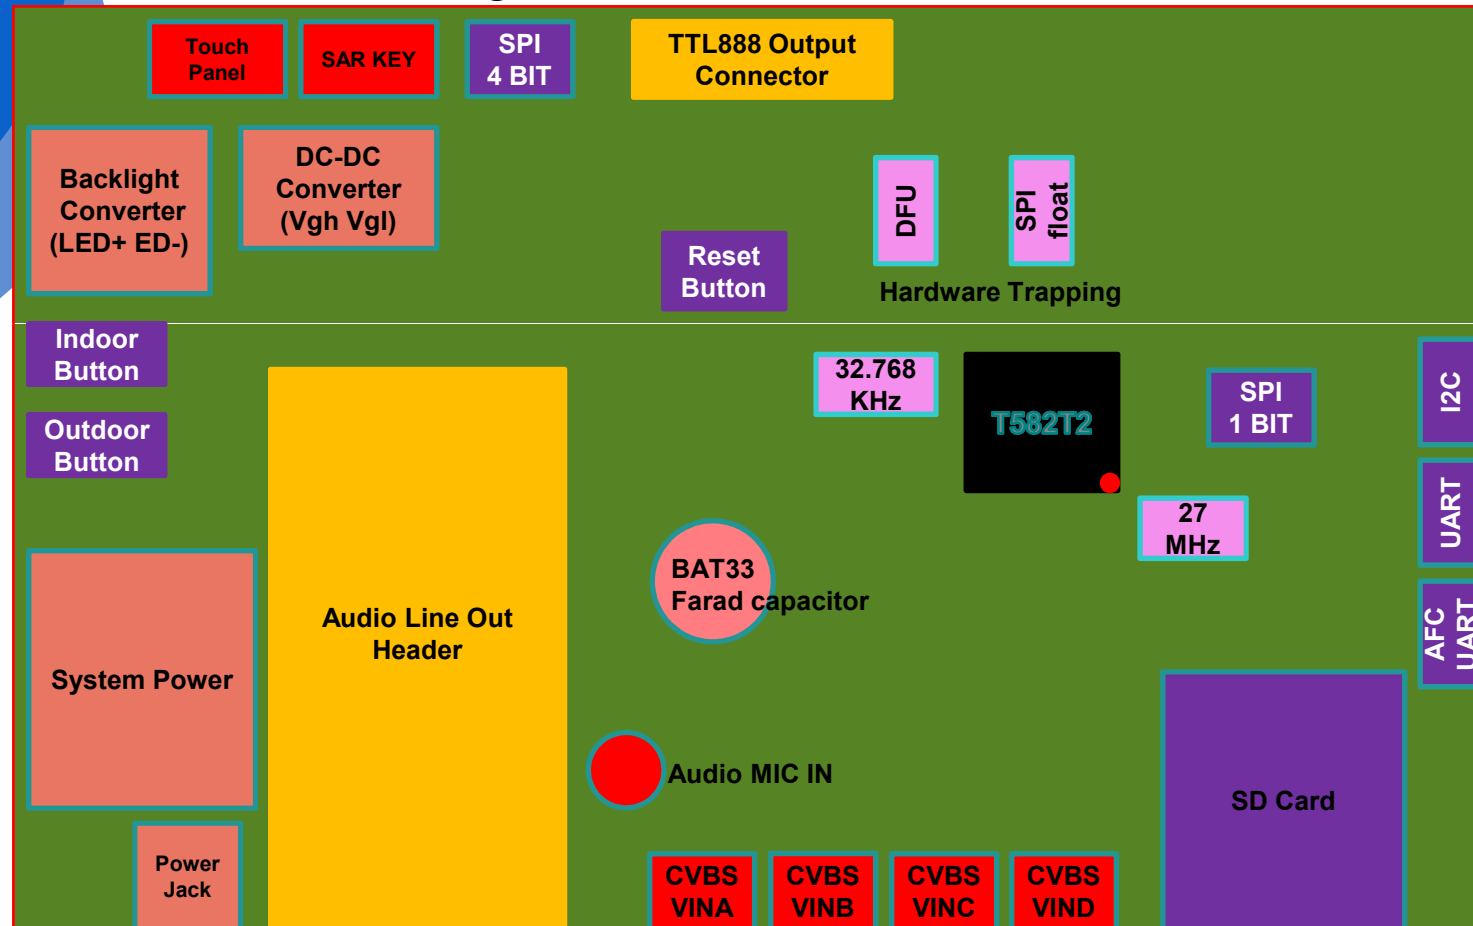 Touch
Panel
SAR KEY
SPI
4 BIT
TTL888 Output
Connector
Backlight
Converter
(LED+ ED-)
DC-DC
Converter
(Vgh Vgl)
DFU
SPI
float
Reset
Button
Hardware Trapping
Indoor
Button
Outdoor
Button
32.768
KHz
T582T2
SPI
1 BIT
I2C
27
MHz
UART
BAT33
Farad capacitor
Audio Line Out
Header
AFC
UART
System Power
Audio MIC IN
SD Card
Power
Jack
CVBS
VINA
CVBS
VINB
CVBS
VINC
CVBS
VIND